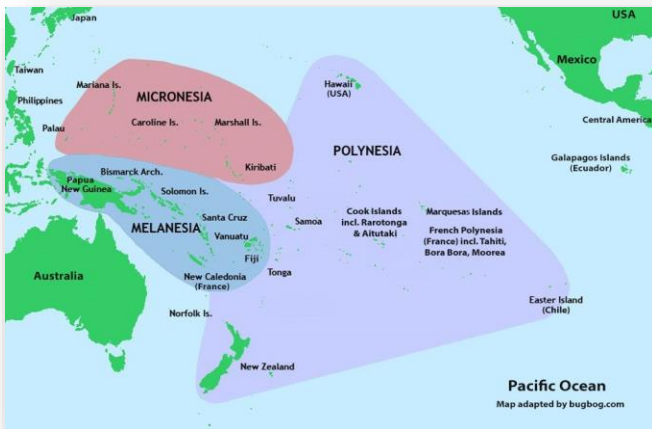 Japan
USA
Taiwan
Mexico
Mariana Is.
Hawaii
(USA)
MICRONESIA
Philippines
Central America
Caroline Is.
Marshall Is.
Palau
POLYNESIA
Galapagos Islands
(Ecuador)
Kiribati
Bismarck Arch.
Papua
New Guinea
Solomon Is.
Tuvalu
Santa Cruz
Samoa
Cook Islands
incl. Rarotonga
& Aitutaki
Marquesas Islands
MELANESIA
Vanuatu
French Polynesia
(France) incl. Tahiti,
Bora Bora, Moorea
Fiji
Australia
Tonga
New Caledonia
(France)
Easter Island
(Chile)
Norfolk Is.
New Zealand
Pacific Ocean
Map adapted by bugbog.com